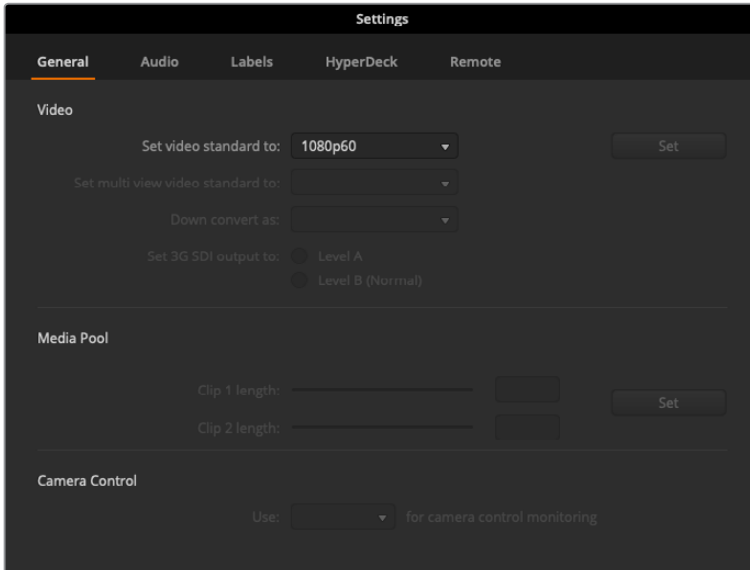 Settings
General Audio Labels HyperDeck Remote
Video
Set video standard to: 1080p60 Set
Set multi view video standard to:
Down convert as:
Set 3G SDI output to: Level A
Level B (Normal)
Media Pool
Clip 1 length:
Set
Clip 2 length:
Camera Control
Use: for camera control monitoring